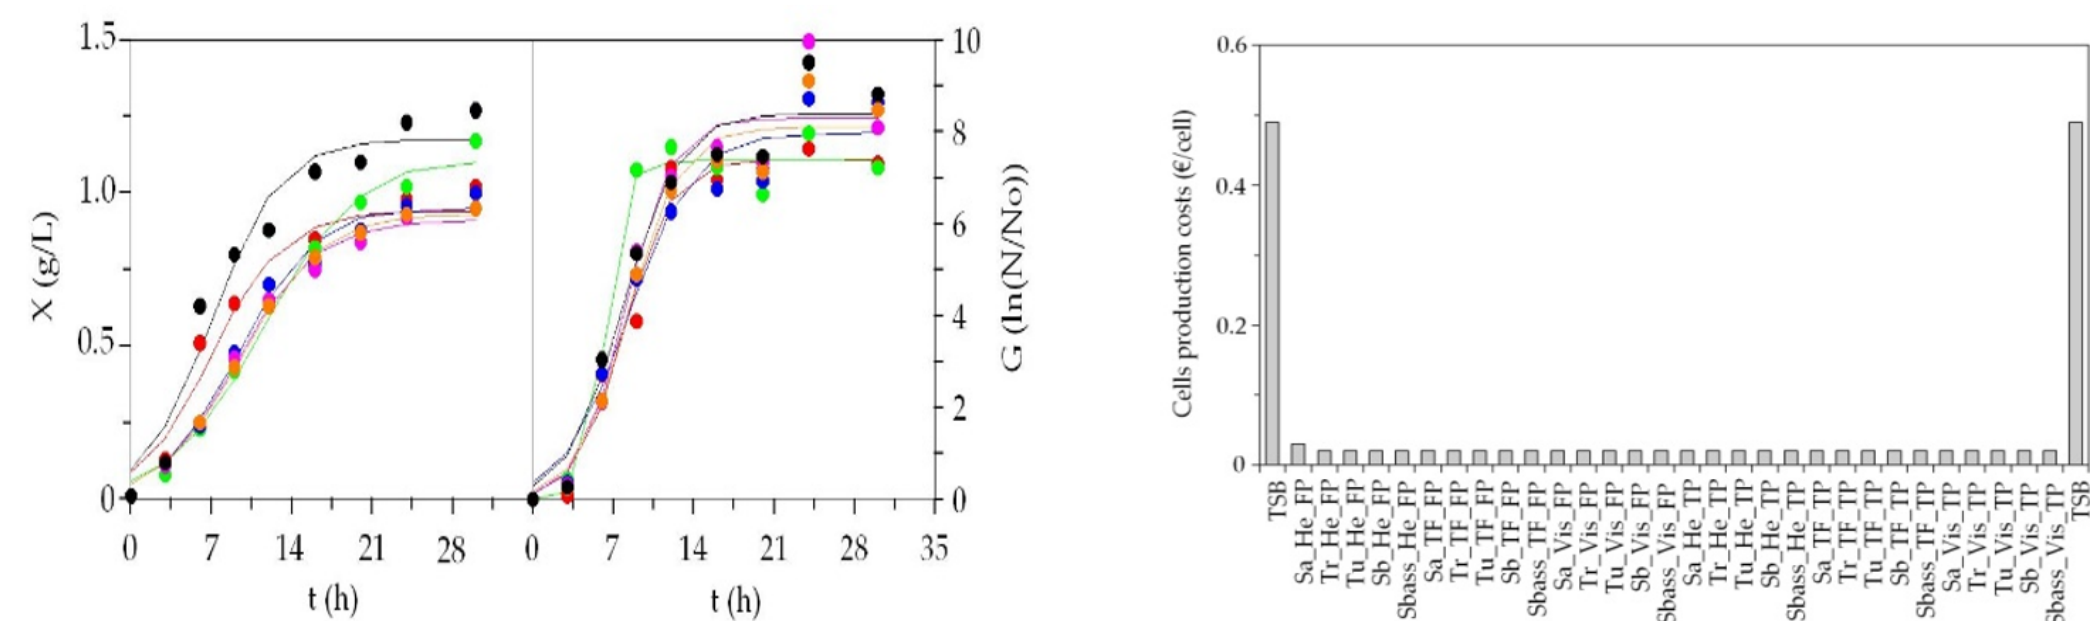 1.5
1.0
0.5
0
X (g/L)
0 7 14 21 28
t (h)
0 7 14 21 28 35
t (h)
10
8
6
4
2
0
G (ln(N/No))
0.6
0.4
0.2
0
Cells production costs (€/cell)
TSB
Sa_He_FP
Tr_He_FP
Tu_He_FP
Sb_He_FP
Sbass_He_FP
Sa_TF_FP
Tr_TF_FP
Tu_TF_FP
Sb_TF_FP
Sbass_TF_FP
Sa_Vis_FP
Tr_Vis_FP
Tu_Vis_FP
Sb_Vis_FP
Sbass_Vis_FP
Sa_He_TP
Tr_He_TP
Tu_He_TP
Sb_He_TP
Sbass_He_TP
Sa_TF_TP
Tr_TF_TP
Tu_TF_TP
Sb_TF_TP
Sbass_TF_TP
Sa_Vis_TP
Tr_Vis_TP
Tu_Vis_TP
Sb_Vis_TP
Sbass_Vis_TP
TSB